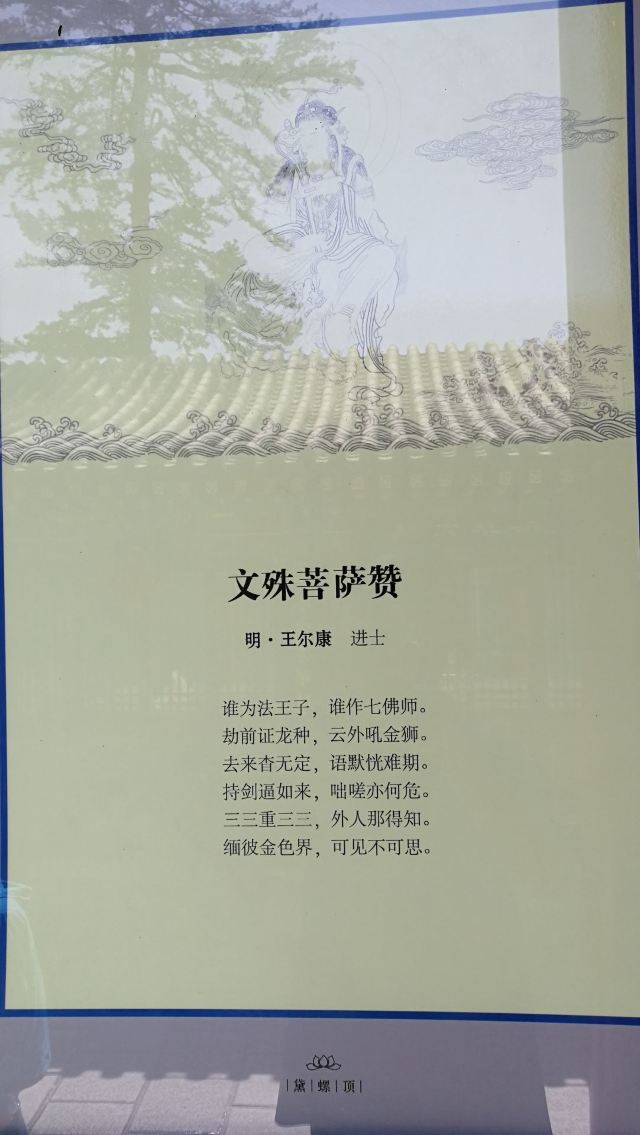 文殊菩萨赞
明·王尔康 进士
谁为法王子，谁作七佛师。
劫前证龙种，云外吼金狮。
去来杳无定，语默恍难期。
持剑逼如来，咄嗟亦何危。
三三重三三，外人那得知。
缅彼金色界，可见不可思。
|黛|螺|顶|